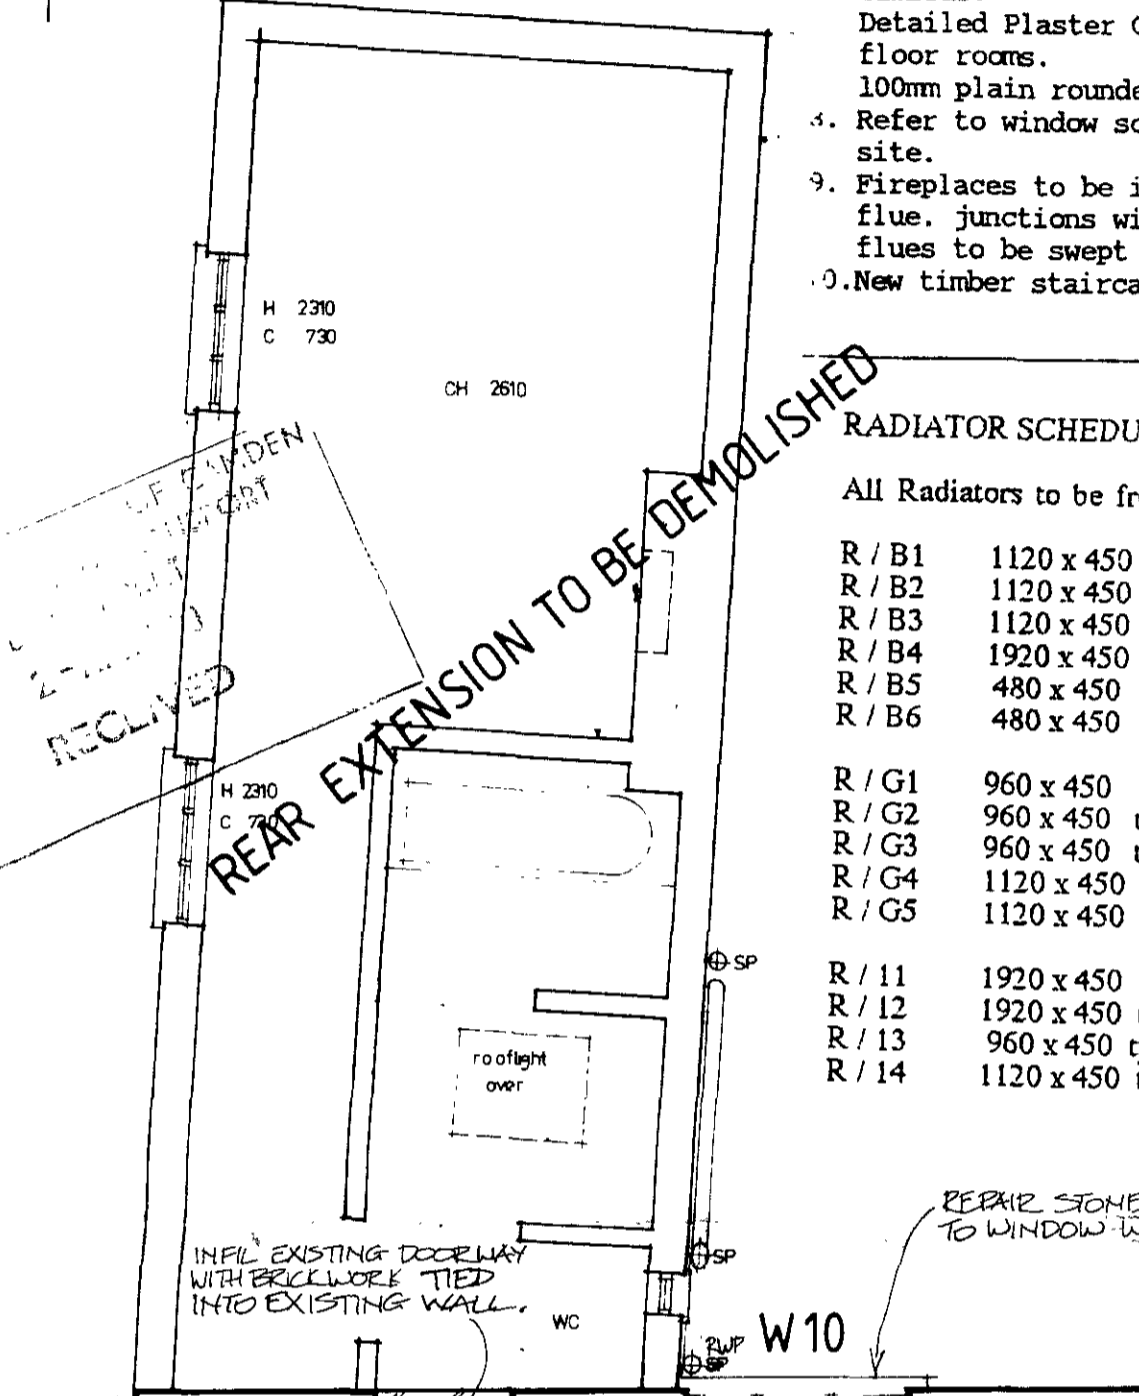 Detailed Plaster
floor rooms.
100mm plain rounde
Refer to window sc
site.
9. Fireplaces to be i
flue. junctions wi
flues to be swept
0.New timber stairca
RADIATOR SCHEDU
All Radiators to be fr
R / B1 1120 x 450
R / B2 1120 x 450
R / B3 1120 x 450
R / B4 1920 x 450
R / B5 480 x 450
R / B6 480 x 450
R / G1 960 x 450
R / G2 960 x 450
R / G3 960 x 450
R / G4 1120 x 450
R / G5 1120 x 450
R / 11 1920 x 450
R / 12 1920 x 450
R / 13 960 x 450
R / 14 1120 x 450
H 2310
C 730
CH 2610
REAR EXTENSION TO BE DEMOLISHED
CAMDEN
RECEIVED
H 2310
C 730
SP
rooflight
over
SP
REPAIR STONE
TO WINDOW
INFIL EXISTING DOORWAY
WITH BRICKWORK TIED
INTO EXISTING WALL.
WC
RWP
SP
W10